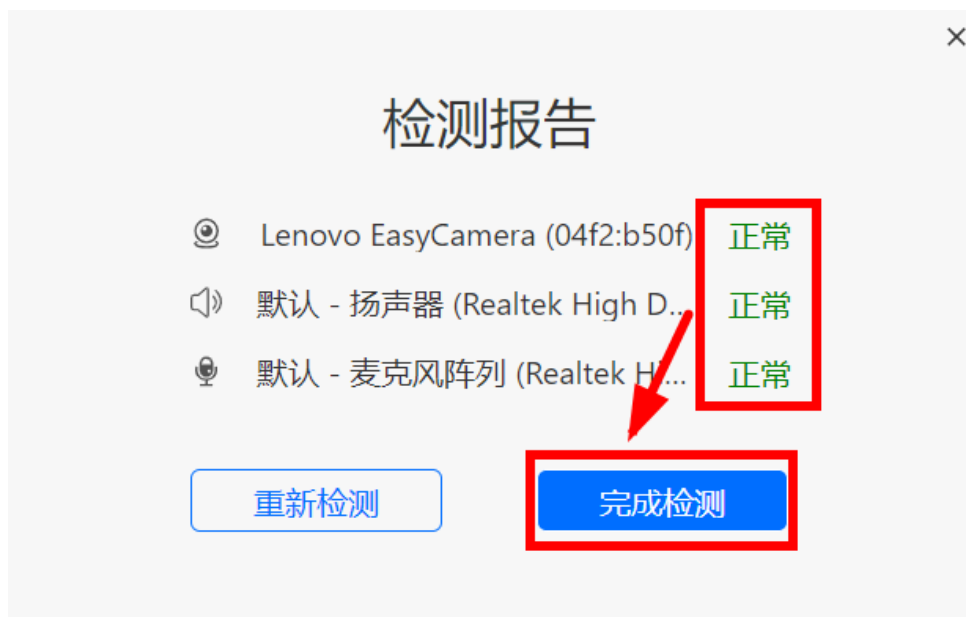 检测报告
Lenovo EasyCamera (04f2:b50f) 正常
默认 - 扬声器 (Realtek High D... 正常
默认 - 麦克风阵列 (Realtek Hi... 正常
重新检测 完成检测